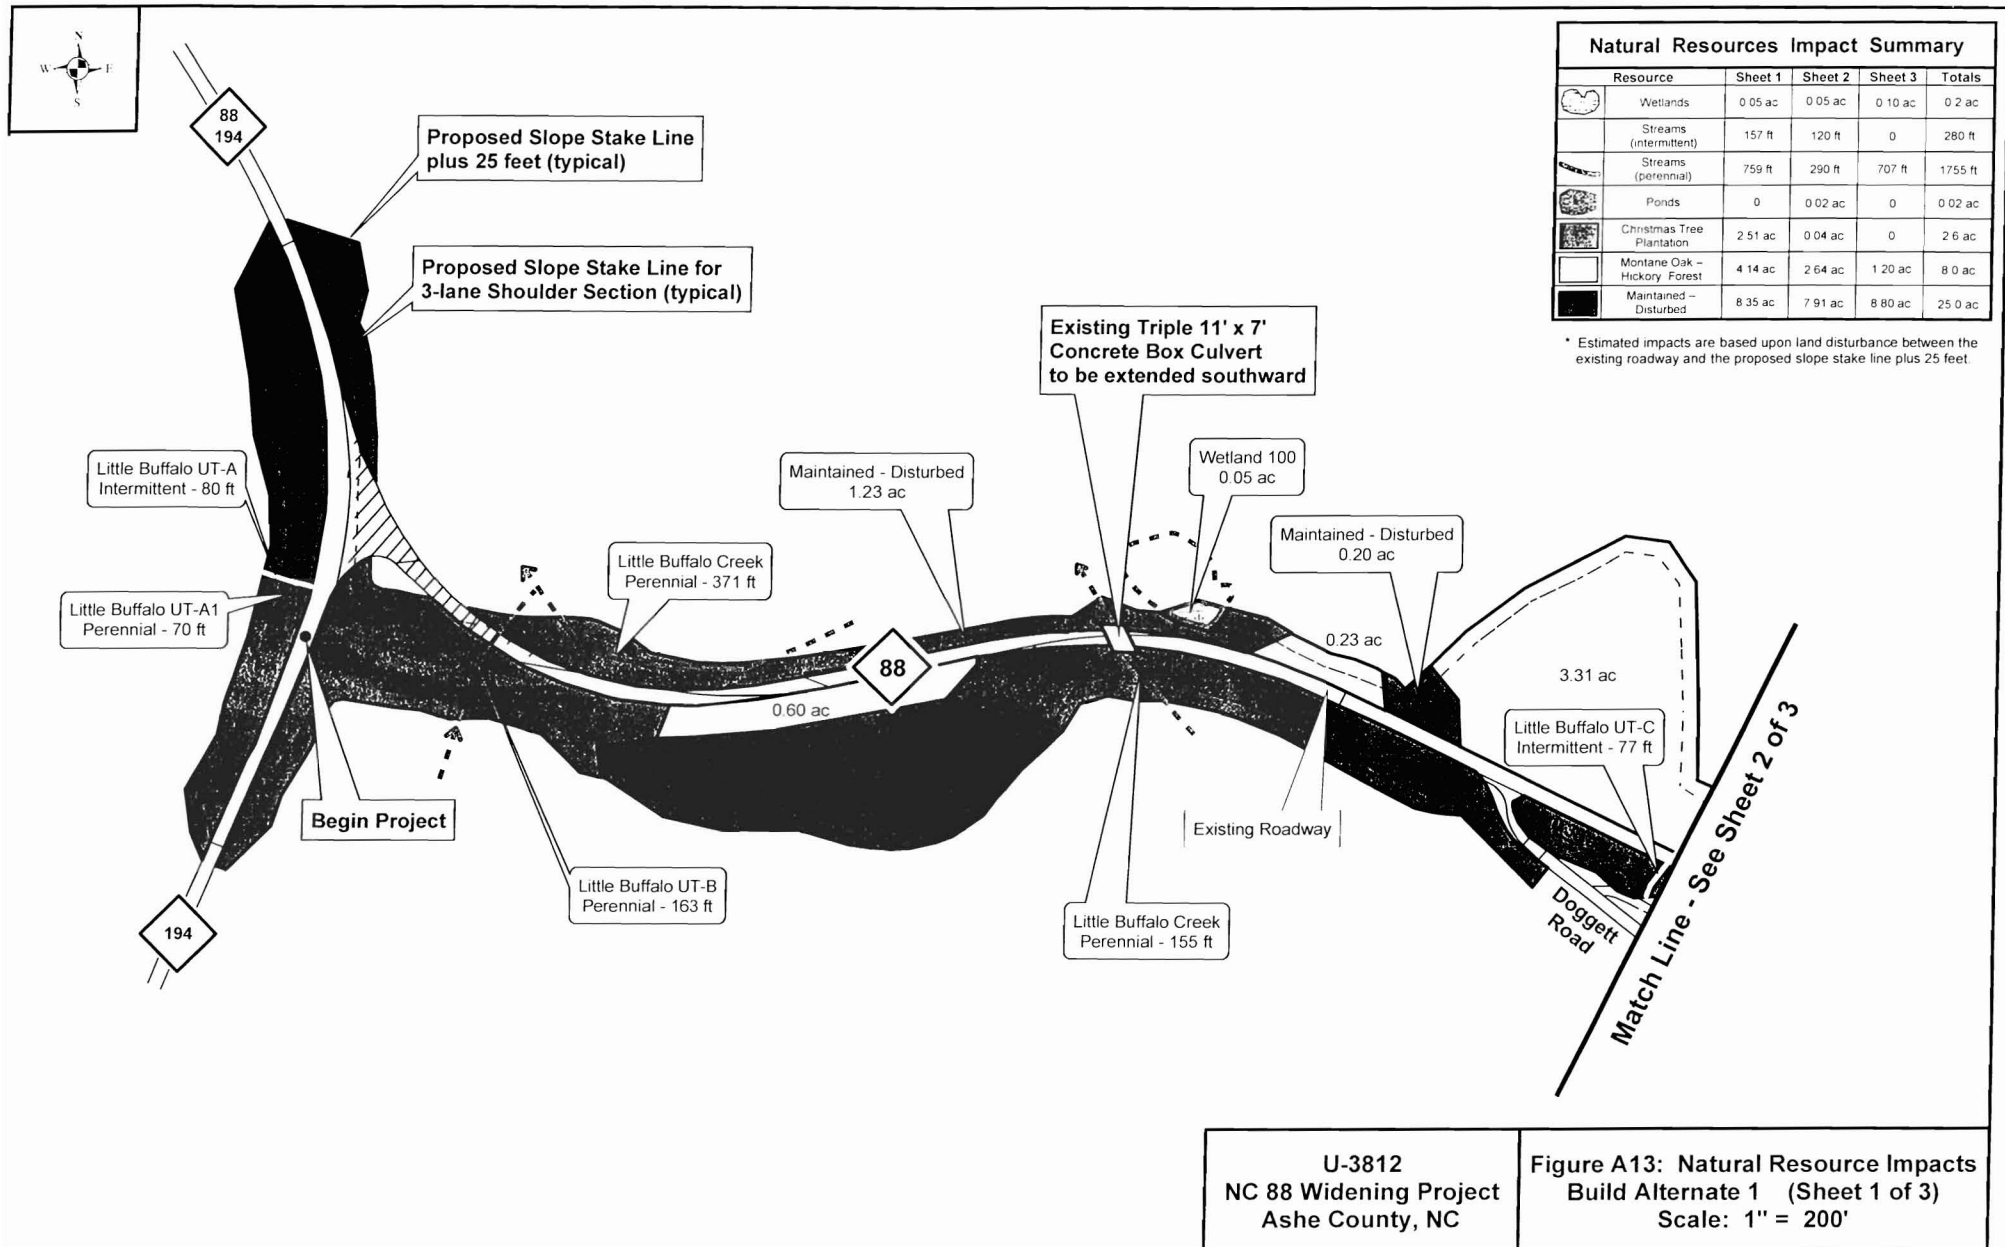 N
W E
S
88
194
Proposed Slope Stake Line
plus 25 feet (typical)
Proposed Slope Stake Line for
3-lane Shoulder Section (typical)
Natural Resources Impact Summary
Resource Sheet 1 Sheet 2 Sheet 3 Totals
Wetlands 0 05 ac 0 05 ac 0 10 ac 0 2 ac
Streams
(intermittent) 157 ft 120 ft 0 280 ft
Streams
(perennial) 759 ft 290 ft 707 ft 1755 ft
Ponds 0 0 02 ac 0 0 02 ac
Christmas Tree
Plantation 2 51 ac 0 04 ac 0 2 6 ac
Montane Oak –
Hickory Forest 4 14 ac 2 64 ac 1 20 ac 8 0 ac
Maintained –
Disturbed 8 35 ac 7 91 ac 8 80 ac 25 0 ac
* Estimated impacts are based upon land disturbance between the
existing roadway and the proposed slope stake line plus 25 feet.
Existing Triple 11' x 7'
Concrete Box Culvert
to be extended southward
Little Buffalo UT-A
Intermittent - 80 ft
Little Buffalo UT-A1
Perennial - 70 ft
Little Buffalo Creek
Perennial - 371 ft
Maintained - Disturbed
1.23 ac
Wetland 100
0.05 ac
Maintained - Disturbed
0.20 ac
0.23 ac
3.31 ac
88
0.60 ac
Little Buffalo UT-C
Intermittent - 77 ft
Begin Project
Existing Roadway
Little Buffalo UT-B
Perennial - 163 ft
Little Buffalo Creek
Perennial - 155 ft
194
Doggett
Road
Match Line - See Sheet 2 of 3
U-3812
NC 88 Widening Project
Ashe County, NC
Figure A13: Natural Resource Impacts
Build Alternate 1 (Sheet 1 of 3)
Scale: 1" = 200'